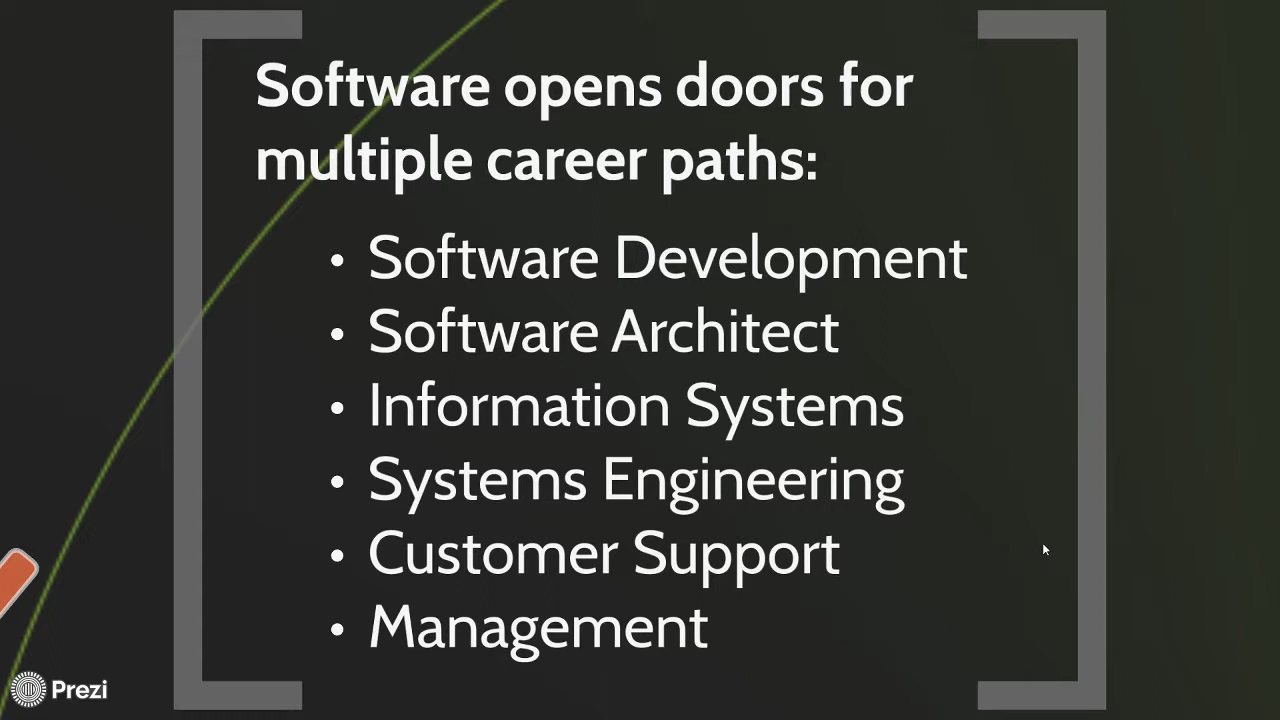 Software opens doors for
multiple career paths:
• Software Development
• Software Architect
• Information Systems
• Systems Engineering
• Customer Support
• Management
Prezi